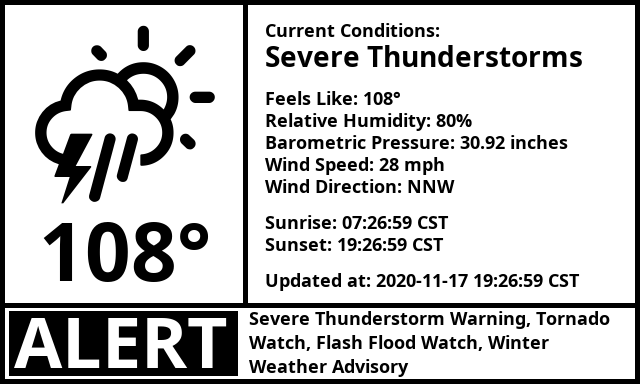 108°
Current Conditions:
Severe Thunderstorms
Feels Like: 108°
Relative Humidity: 80%
Barometric Pressure: 30.92 inches
Wind Speed: 28 mph
Wind Direction: NNW
Sunrise: 07:26:59 CST
Sunset: 19:26:59 CST
Updated at: 2020-11-17 19:26:59 CST
ALERT
Severe Thunderstorm Warning, Tornado
Watch, Flash Flood Watch, Winter
Weather Advisory